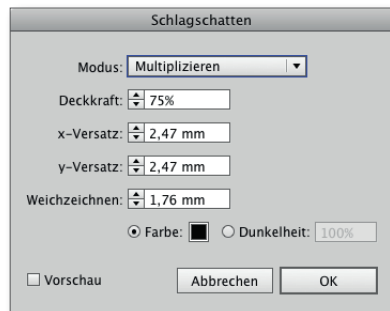 Schlagschatten
Modus: Multiplizieren
Deckkraft: 75%
x-Versatz: 2,47 mm
y-Versatz: 2,47 mm
Weichzeichnen: 1,76 mm
Farbe: Dunkelheit: 100%
Vorschau Abbrechen OK